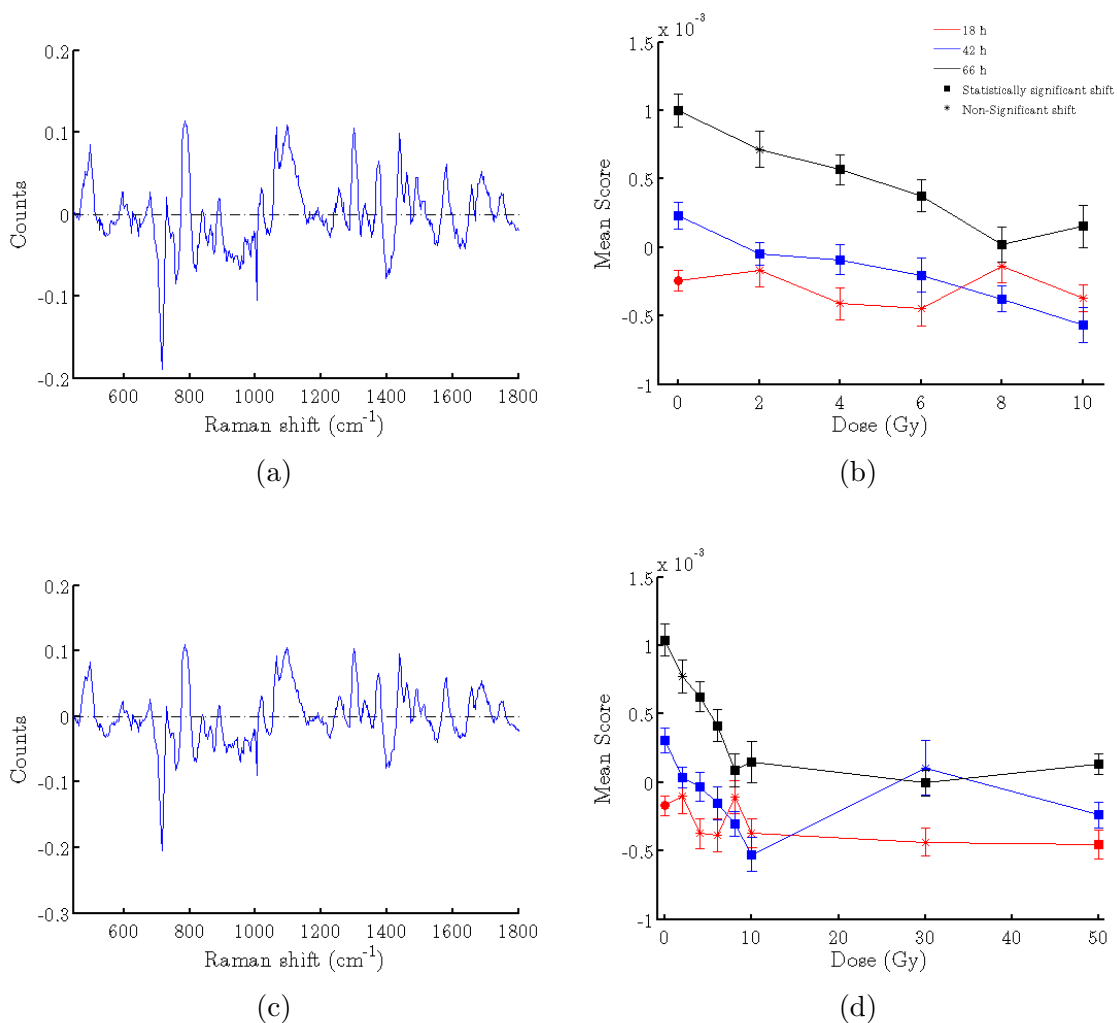 0.2
0.1
0
-0.1
-0.2
Counts
600 800 1000 1200 1400 1600 1800
Raman shift (cm⁻¹)
(a)
x 10⁻³
1.5
1
0.5
0
-0.5
-1
Mean Score
0 2 4 6 8 10
Dose (Gy)
18 h
42 h
66 h
Statistically significant shift
Non-Significant shift
(b)
0.2
0.1
0
-0.1
-0.2
-0.3
Counts
600 800 1000 1200 1400 1600 1800
Raman shift (cm⁻¹)
(c)
x 10⁻³
1.5
1
0.5
0
-0.5
-1
Mean Score
0 10 20 30 40 50
Dose (Gy)
(d)